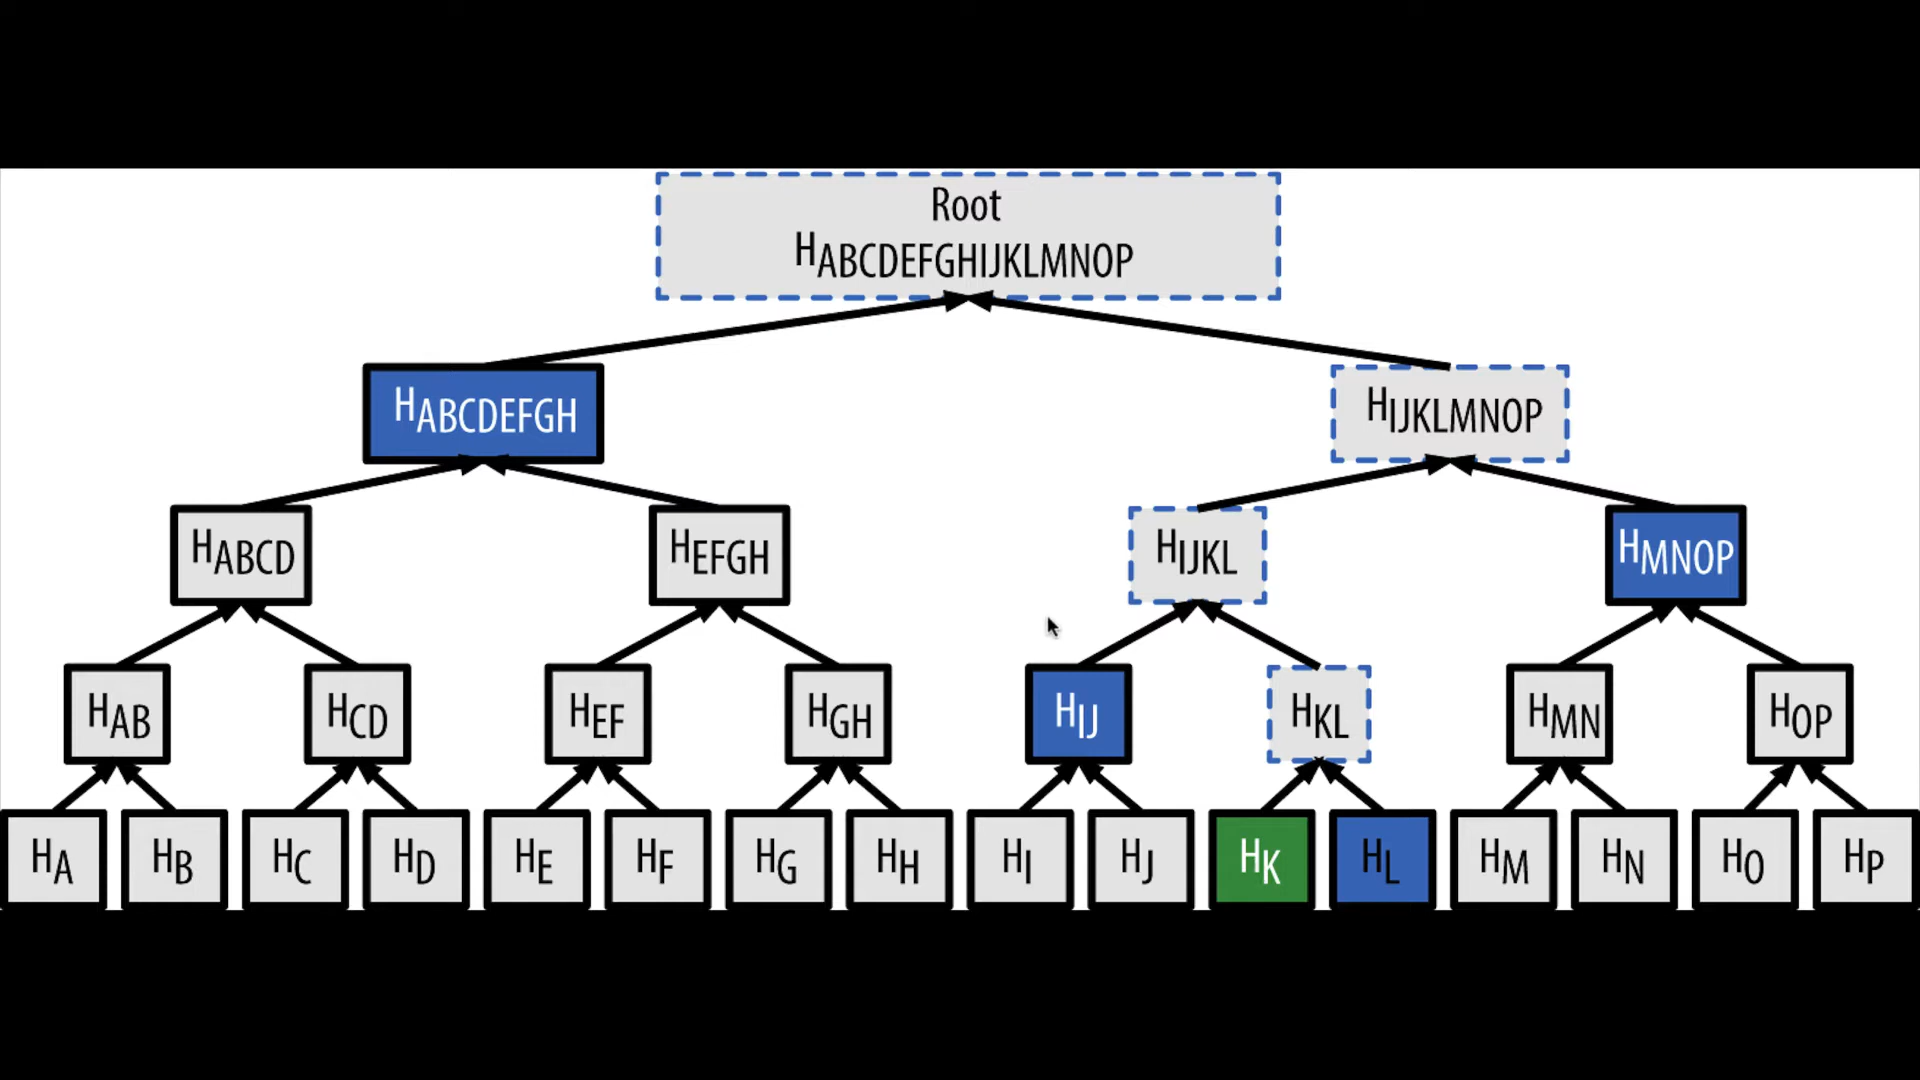 Root
HABCDEFGHIJKLMNOP
HABCDEFGH
HIJKLMNOP
HABCD
HEFGH
HIJKL
HMNOP
HAB
HCD
HEF
HGH
HIJ
HKL
HMN
HOP
HA
HB
HC
HD
HE
HF
HG
HH
HI
HJ
HK
HL
HM
HN
HO
HP